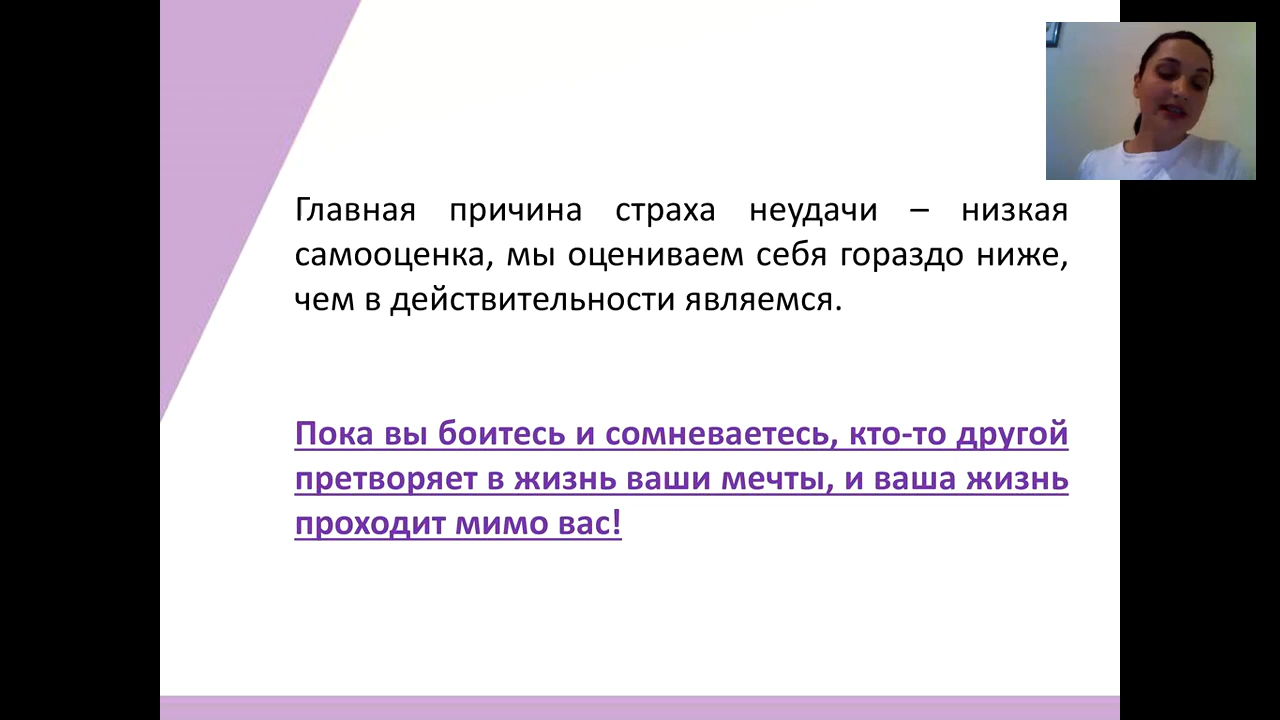 Главная причина страха неудачи – низкая
самооценка, мы оцениваем себя гораздо ниже,
чем в действительности являемся.
Пока вы боитесь и сомневаетесь, кто-то другой
претворяет в жизнь ваши мечты, и ваша жизнь
проходит мимо вас!